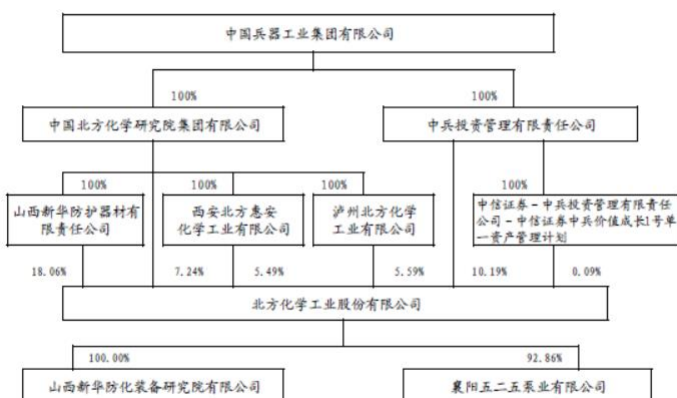 中国兵器工业集团有限公司
100%
100%
中国北方化学研究院集团有限公司
中兵投资管理有限责任公司
100%
100%
100%
100%
山西新华防护器材有
限责任公司
西安北方惠安
化学工业有限公司
泸州北方化学
工业有限公司
中信证券-中兵投资管理有限责任
公司-中信证券中兵价值成长1号单
一资产管理计划
18.06%
7.24%
5.49%
5.59%
10.19%
0.09%
北方化学工业股份有限公司
100.00%
92.86%
山西新华防化装备研究院有限公司
襄阳五二五泵业有限公司